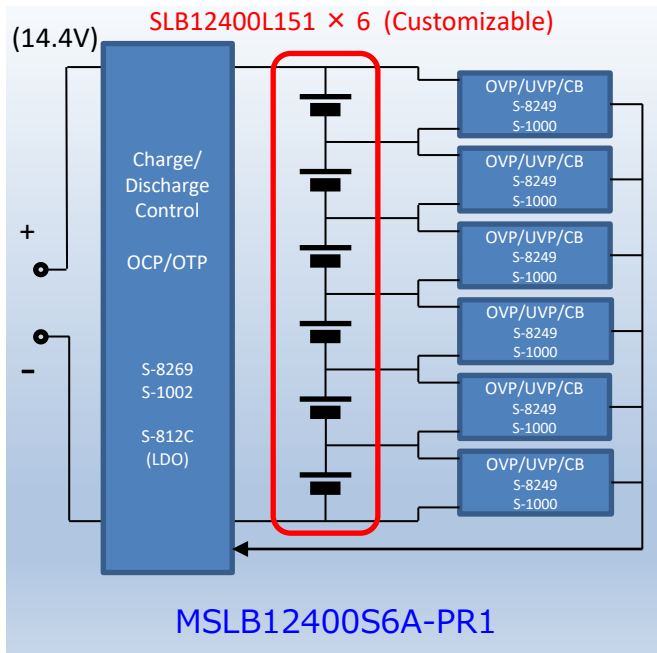 SLB12400L151 × 6 (Customizable)
(14.4V)
+
-
Charge/
Discharge
Control
OCP/OTP
S-8269
S-1002
S-812C
(LDO)
OVP/UVP/CB
S-8249
S-1000
OVP/UVP/CB
S-8249
S-1000
OVP/UVP/CB
S-8249
S-1000
OVP/UVP/CB
S-8249
S-1000
OVP/UVP/CB
S-8249
S-1000
OVP/UVP/CB
S-8249
S-1000
MSLB12400S6A-PR1